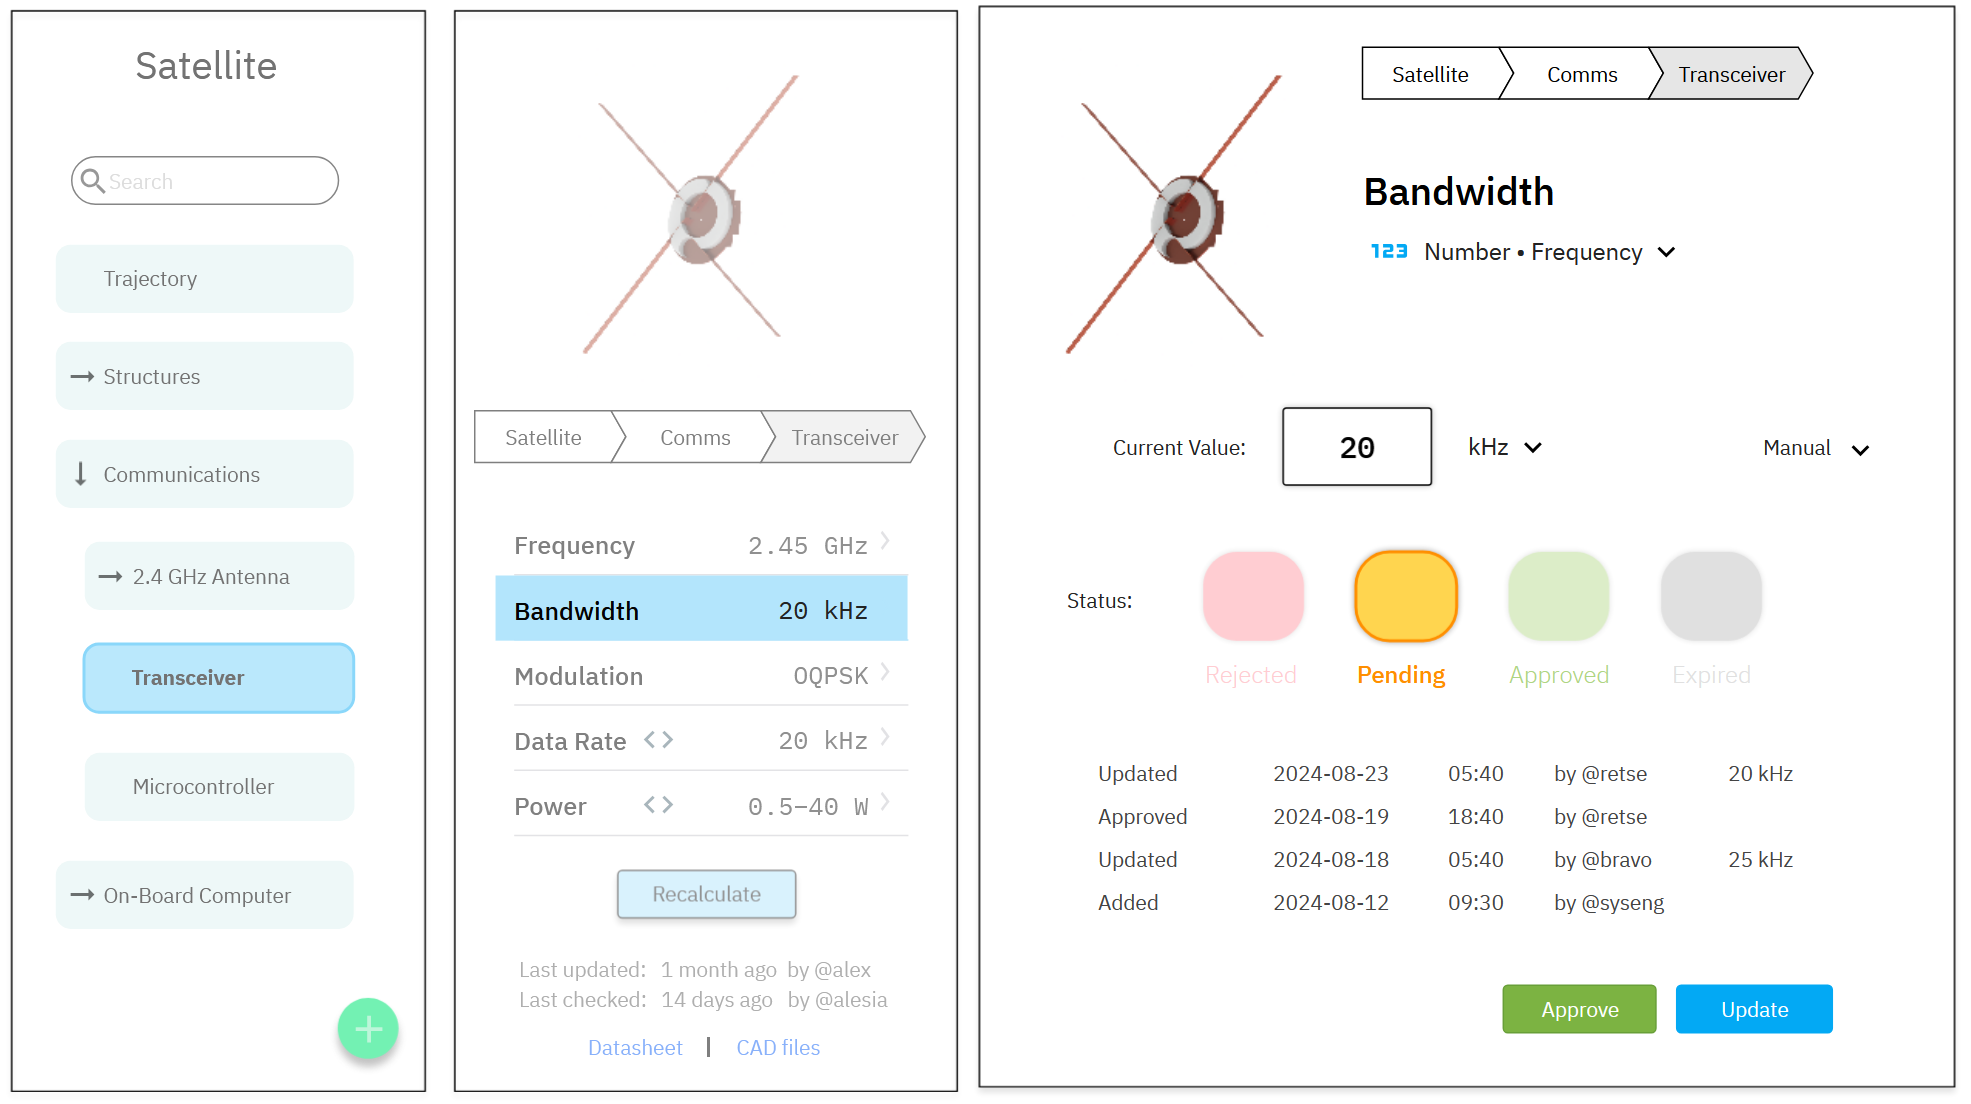 Satellite
Search
Trajectory
Structures
Communications
2.4 GHz Antenna
Transceiver
Microcontroller
On-Board Computer
+
Satellite Comms Transceiver
Frequency 2.45 GHz
Bandwidth 20 kHz
Modulation OQPSK
Data Rate <> 20 kHz
Power <> 0.5–40 W
Recalculate
Last updated: 1 month ago by @alex
Last checked: 14 days ago by @alesia
Datasheet | CAD files
Satellite Comms Transceiver
Bandwidth
123 Number • Frequency
Current Value: 20 kHz Manual
Status:
Rejected Pending Approved Expired
Updated 2024-08-23 05:40 by @retse 20 kHz
Approved 2024-08-19 18:40 by @retse
Updated 2024-08-18 05:40 by @bravo 25 kHz
Added 2024-08-12 09:30 by @syseng
Approve Update